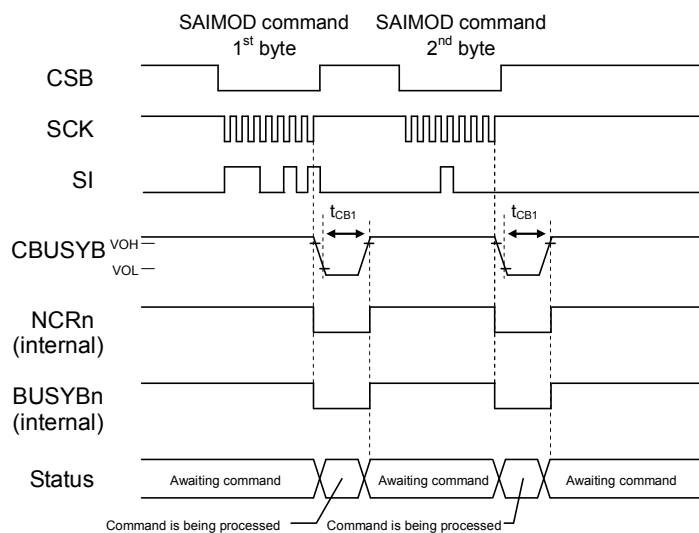 SAIMOD command
1st byte
SAIMOD command
2nd byte
CSB
SCK
SI
tCB1
tCB1
CBUSYB
VOH
VOL
NCRn
(internal)
BUSYBn
(internal)
Status
Awaiting command
Awaiting command
Awaiting command
Command is being processed
Command is being processed